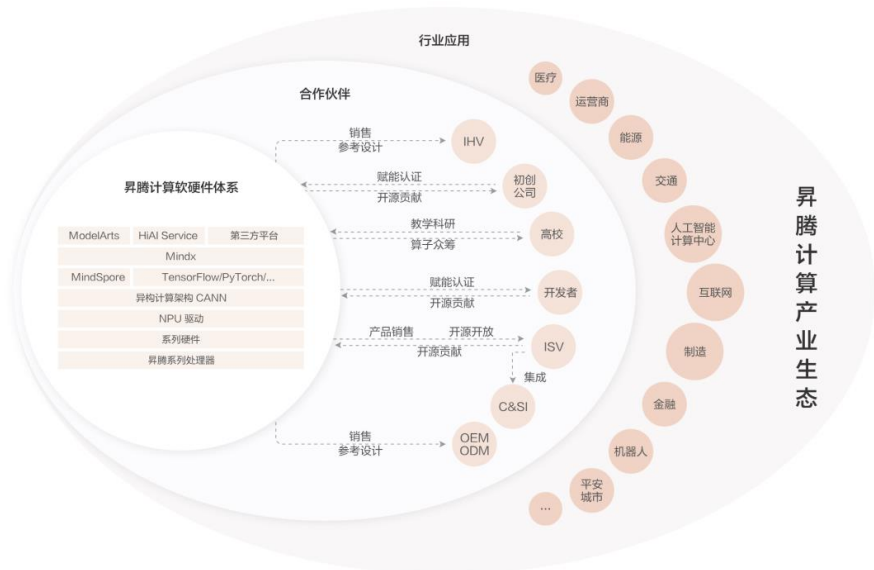 行业应用
合作伙伴
昇腾计算软硬件体系
ModelArts
HiAI Service
第三方平台
Mindx
MindSpore
TensorFlow/PyTorch/...
异构计算架构 CANN
NPU 驱动
系列硬件
昇腾系列处理器
销售
参考设计
IHV
赋能认证
开源贡献
初创
公司
教学科研
算子众筹
高校
赋能认证
开源贡献
开发者
产品销售
开源开放
开源贡献
ISV
集成
C&SI
销售
参考设计
OEM
ODM
医疗
运营商
能源
交通
人工智能
计算中心
互联网
制造
金融
机器人
平安
城市
...
昇腾计算产业生态